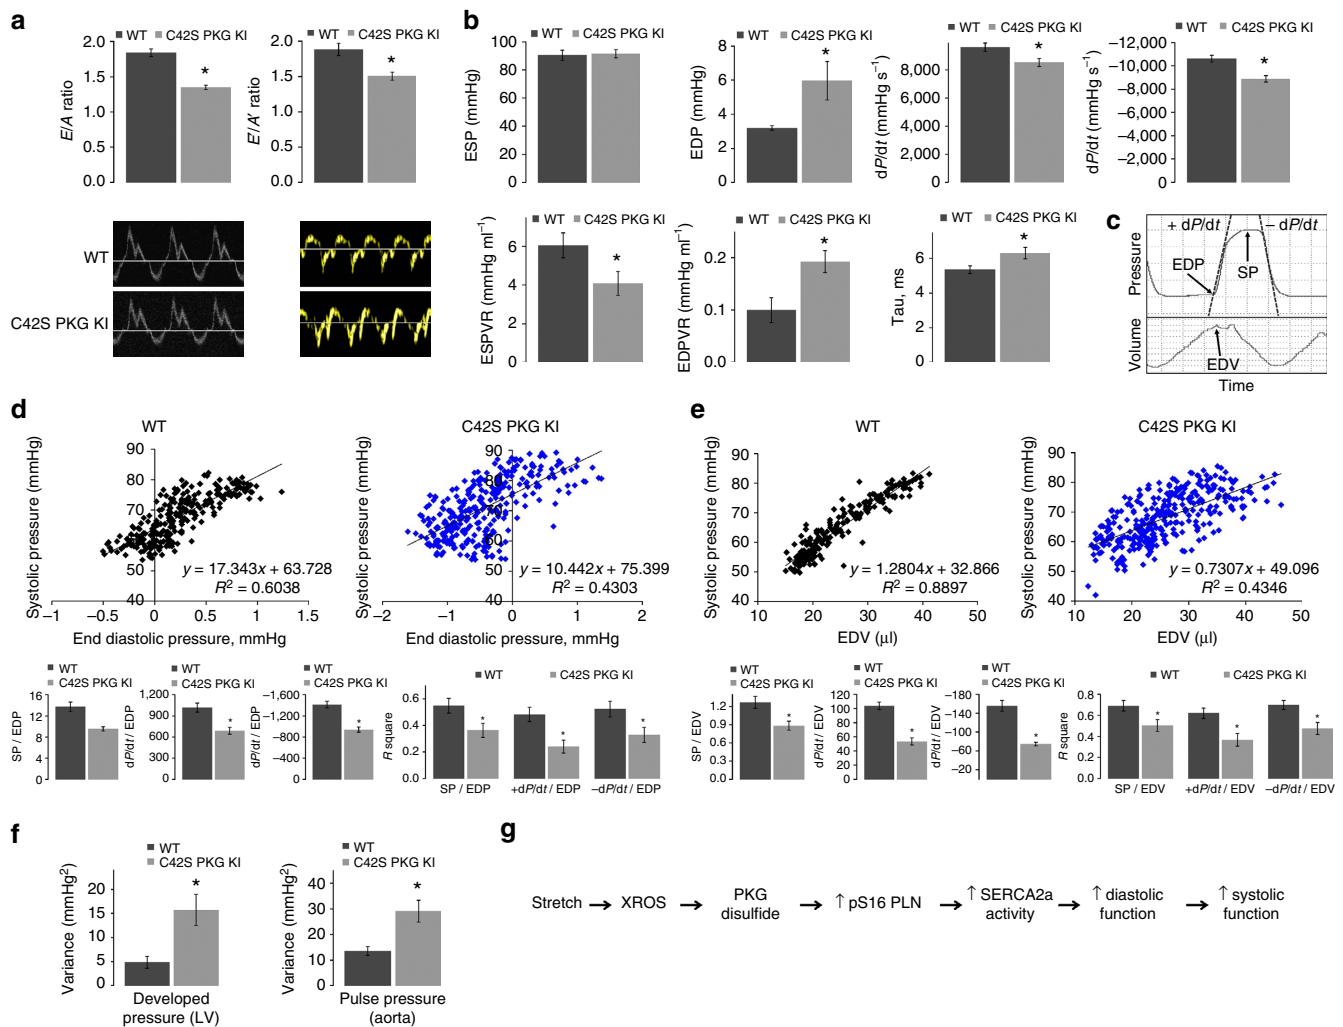 a
WT C42S PKG KI
2.0
1.5
1.0
0.5
0.0
E/A ratio
*
WT C42S PKG KI
2.0
1.5
1.0
0.5
0.0
E′/A′ ratio
*
WT
C42S PKG KI
b
WT C42S PKG KI
100
80
60
40
20
0
ESP (mmHg)
WT C42S PKG KI
8
6
4
2
0
EDP (mmHg)
*
WT C42S PKG KI
8,000
6,000
4,000
2,000
0
dP/dt (mmHg s⁻¹)
*
WT C42S PKG KI
−12,000
−10,000
−8,000
−6,000
−4,000
−2,000
0
dP/dt (mmHg s⁻¹)
*
WT C42S PKG KI
6
4
2
0
ESPVR (mmHg ml⁻¹)
*
WT C42S PKG KI
0.2
0.1
0.0
EDPVR (mmHg ml⁻¹)
*
WT C42S PKG KI
6
4
2
0
Tau, ms
*
c
+ dP/dt − dP/dt
EDP
SP
EDV
Pressure
Volume
Time
d
WT
Systolic pressure (mmHg)
90
80
70
60
50
40
y = 17.343x + 63.728
R² = 0.6038
−1 −0.5 0 0.5 1 1.5
End diastolic pressure, mmHg
C42S PKG KI
Systolic pressure (mmHg)
90
80
70
60
50
40
y = 10.442x + 75.399
R² = 0.4303
−2 −1 0 1 2
End diastolic pressure, mmHg
WT
C42S PKG KI
16
12
8
4
0
SP / EDP
WT
C42S PKG KI
1,200
900
600
300
0
dP/dt / EDP
*
WT
C42S PKG KI
−1,600
−1200
−800
−400
0
dP/dt / EDP
*
WT C42S PKG KI
0.6
0.4
0.2
0.0
R square
* * *
SP / EDP +dP/dt / EDP −dP/dt / EDP
e
WT
Systolic pressure (mmHg)
90
80
70
60
50
40
y = 1.2804x + 32.866
R² = 0.8897
10 20 30 40 50
EDV (μl)
C42S PKG KI
Systolic pressure (mmHg)
90
80
70
60
50
40
y = 0.7307x + 49.096
R² = 0.4346
10 20 30 40 50
EDV (μl)
WT
C42S PKG KI
1.2
0.9
0.6
0.3
0.0
SP / EDV
*
WT
C42S PKG KI
120
100
80
60
40
20
0
dP/dt / EDV
*
WT
C42S PKG KI
−180
−140
−100
−60
−20
dP/dt / EDV
*
WT C42S PKG KI
0.8
0.6
0.4
0.2
0.0
R square
* * *
SP / EDV +dP/dt / EDV −dP/dt / EDV
f
WT
C42S PKG KI
20
15
10
5
0
Variance (mmHg²)
*
Developed
pressure (LV)
WT
C42S PKG KI
40
30
20
10
0
Variance (mmHg²)
*
Pulse pressure
(aorta)
g
Stretch → XROS → PKG disulfide → ↑ pS16 PLN → ↑ SERCA2a activity → ↑ diastolic function → ↑ systolic function